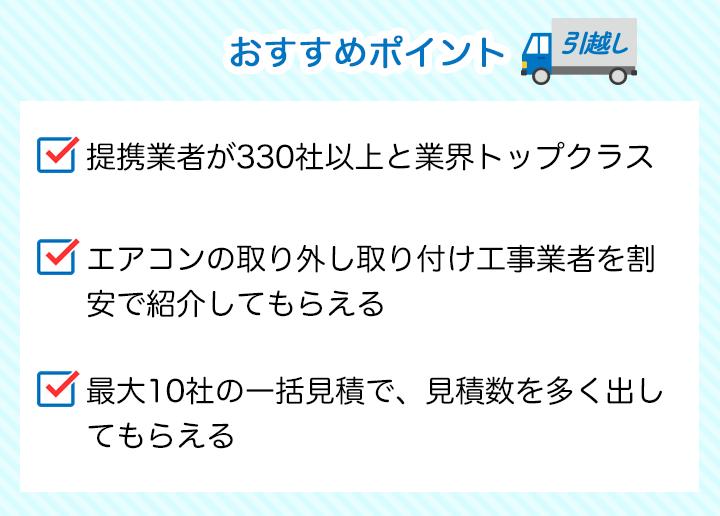 おすすめポイント
引越し
提携業者が330社以上と業界トップクラス
エアコンの取り外し取り付け工事業者を割
安で紹介してもらえる
最大10社の一括見積で、見積数を多く出し
てもらえる